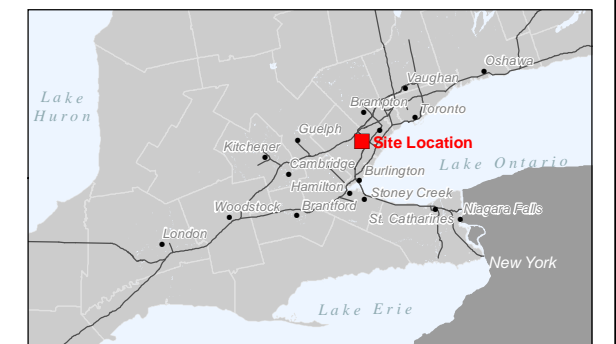 Oshawa
Vaughan
Lake
Huron
Brampton
Toronto
Guelph
Site Location
Kitchener
Cambridge
Lake Ontario
Burlington
Hamilton
Stoney Creek
Woodstock
Brantford
St. Catharines
Niagara Falls
London
New York
Lake Erie